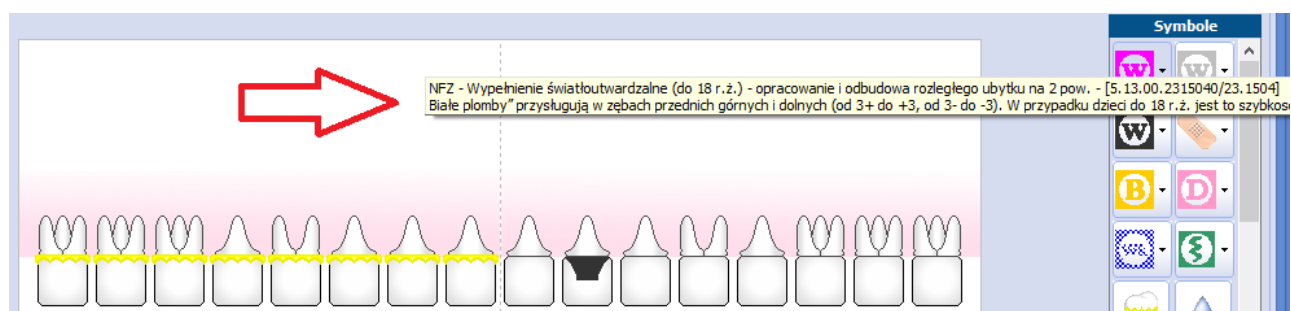 Symbole
NFZ - Wypełnienie światłoutwardzalne (do 18 r.ż.) - opracowanie i odbudowa rozległego ubytku na 2 pow. - [5.13.00.2315040/23.1504]
Białe plomby" przysługują w zębach przednich górnych i dolnych (od 3+ do +3, od 3- do -3). W przypadku dzieci do 18 r.ż. jest to szybkos
W W
W
B D
W&